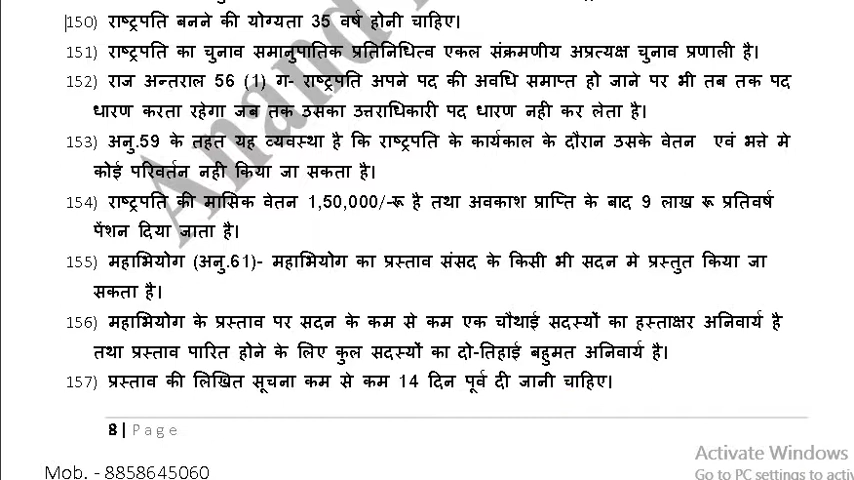 150) राष्ट्रपति बनने की योग्यता 35 वर्ष होनी चाहिए।
151) राष्ट्रपति का चुनाव समानुपातिक प्रतिनिधित्व एकल संक्रमणीय अप्रत्यक्ष चुनाव प्रणाली है।
152) राज अन्तराल 56 (1) ग- राष्ट्रपति अपने पद की अवधि समाप्त हो जाने पर भी तब तक पद
धारण करता रहेगा जब तक उसका उत्तराधिकारी पद धारण नही कर लेता है।
153) अनु.59 के तहत यह व्यवस्था है कि राष्ट्रपति के कार्यकाल के दौरान उसके वेतन एवं भत्ते मे
कोई परिवर्तन नही किया जा सकता है।
154) राष्ट्रपति की मासिक वेतन 1,50,000/-रू है तथा अवकाश प्राप्ति के बाद 9 लाख रू प्रतिवर्ष
पेंशन दिया जाता है।
155) महाभियोग (अनु.61)- महाभियोग का प्रस्ताव संसद के किसी भी सदन मे प्रस्तुत किया जा
सकता है।
156) महाभियोग के प्रस्ताव पर सदन के कम से कम एक चौथाई सदस्यों का हस्ताक्षर अनिवार्य है
तथा प्रस्ताव पारित होने के लिए कुल सदस्यों का दो-तिहाई बहुमत अनिवार्य है।
157) प्रस्ताव की लिखित सूचना कम से कम 14 दिन पूर्व दी जानी चाहिए।
8 | Page
Activate Windows
Mob. - 8858645060
Go to PC settings to activ